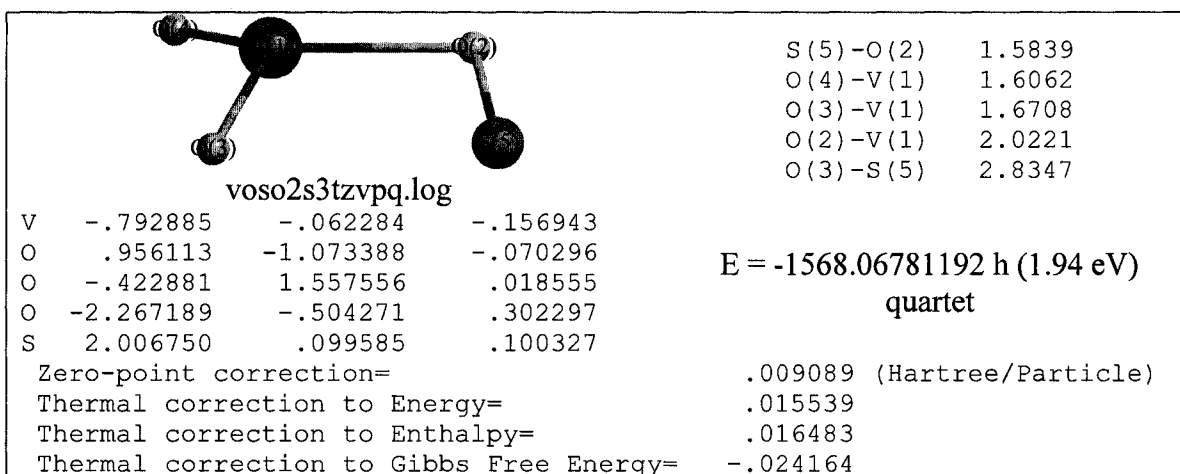 S(5)-O(2) 1.5839
O(4)-V(1) 1.6062
O(3)-V(1) 1.6708
O(2)-V(1) 2.0221
O(3)-S(5) 2.8347
voso2s3tzvpq.log
V -.792885 -.062284 -.156943
O .956113 -1.073388 -.070296
O -.422881 1.557556 .018555
O -2.267189 -.504271 .302297
S 2.006750 .099585 .100327
E = -1568.06781192 h (1.94 eV)
quartet
Zero-point correction= .009089 (Hartree/Particle)
Thermal correction to Energy= .015539
Thermal correction to Enthalpy= .016483
Thermal correction to Gibbs Free Energy= -.024164